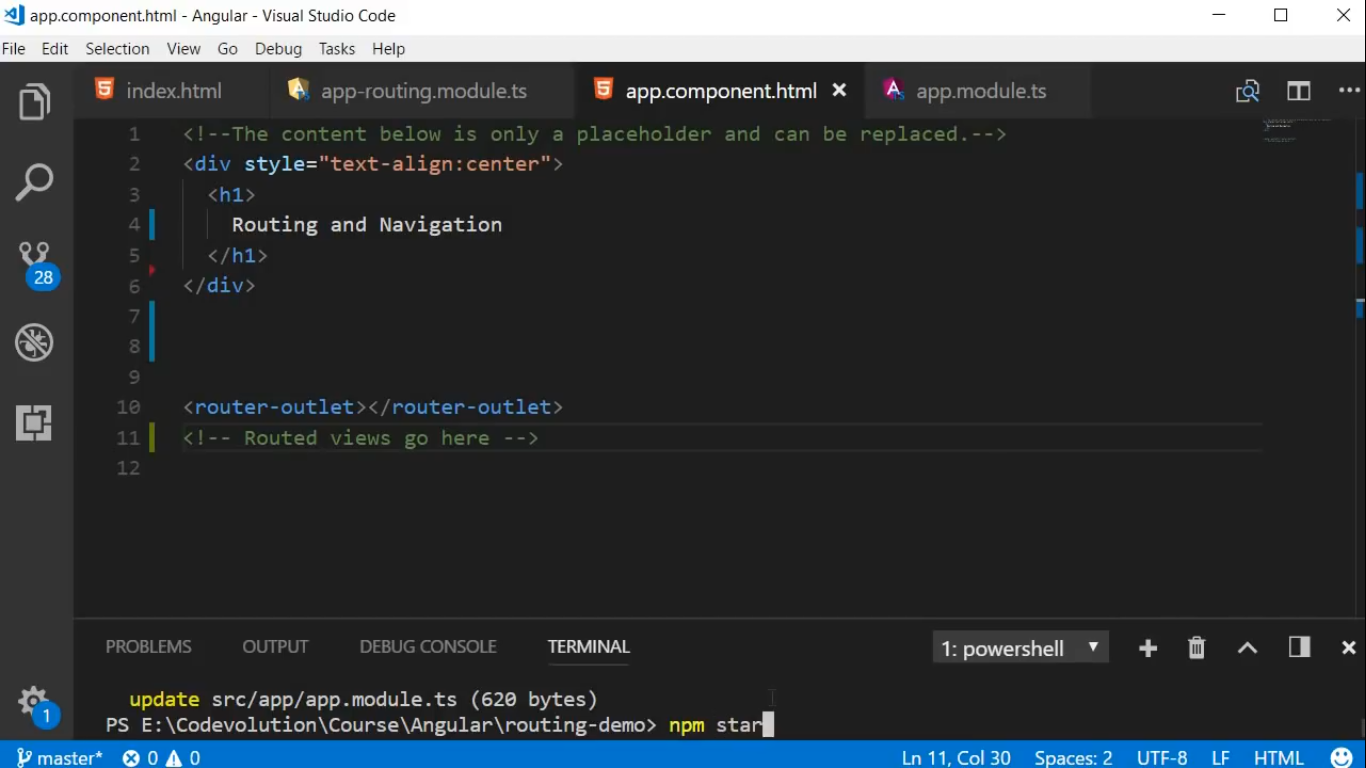 app.component.html - Angular - Visual Studio Code
File Edit Selection View Go Debug Tasks Help
index.html app-routing.module.ts app.component.html app.module.ts
1 <!--The content below is only a placeholder and can be replaced.-->
2 <div style="text-align:center">
3 <h1>
4 Routing and Navigation
5 </h1>
6 </div>
7
8
9
10 <router-outlet></router-outlet>
11 <!-- Routed views go here -->
12
28
PROBLEMS OUTPUT DEBUG CONSOLE TERMINAL 1: powershell
update src/app/app.module.ts (620 bytes)
PS E:\Codevolution\Course\Angular\routing-demo> npm star
1
master* 0 0 Ln 11, Col 30 Spaces: 2 UTF-8 LF HTML